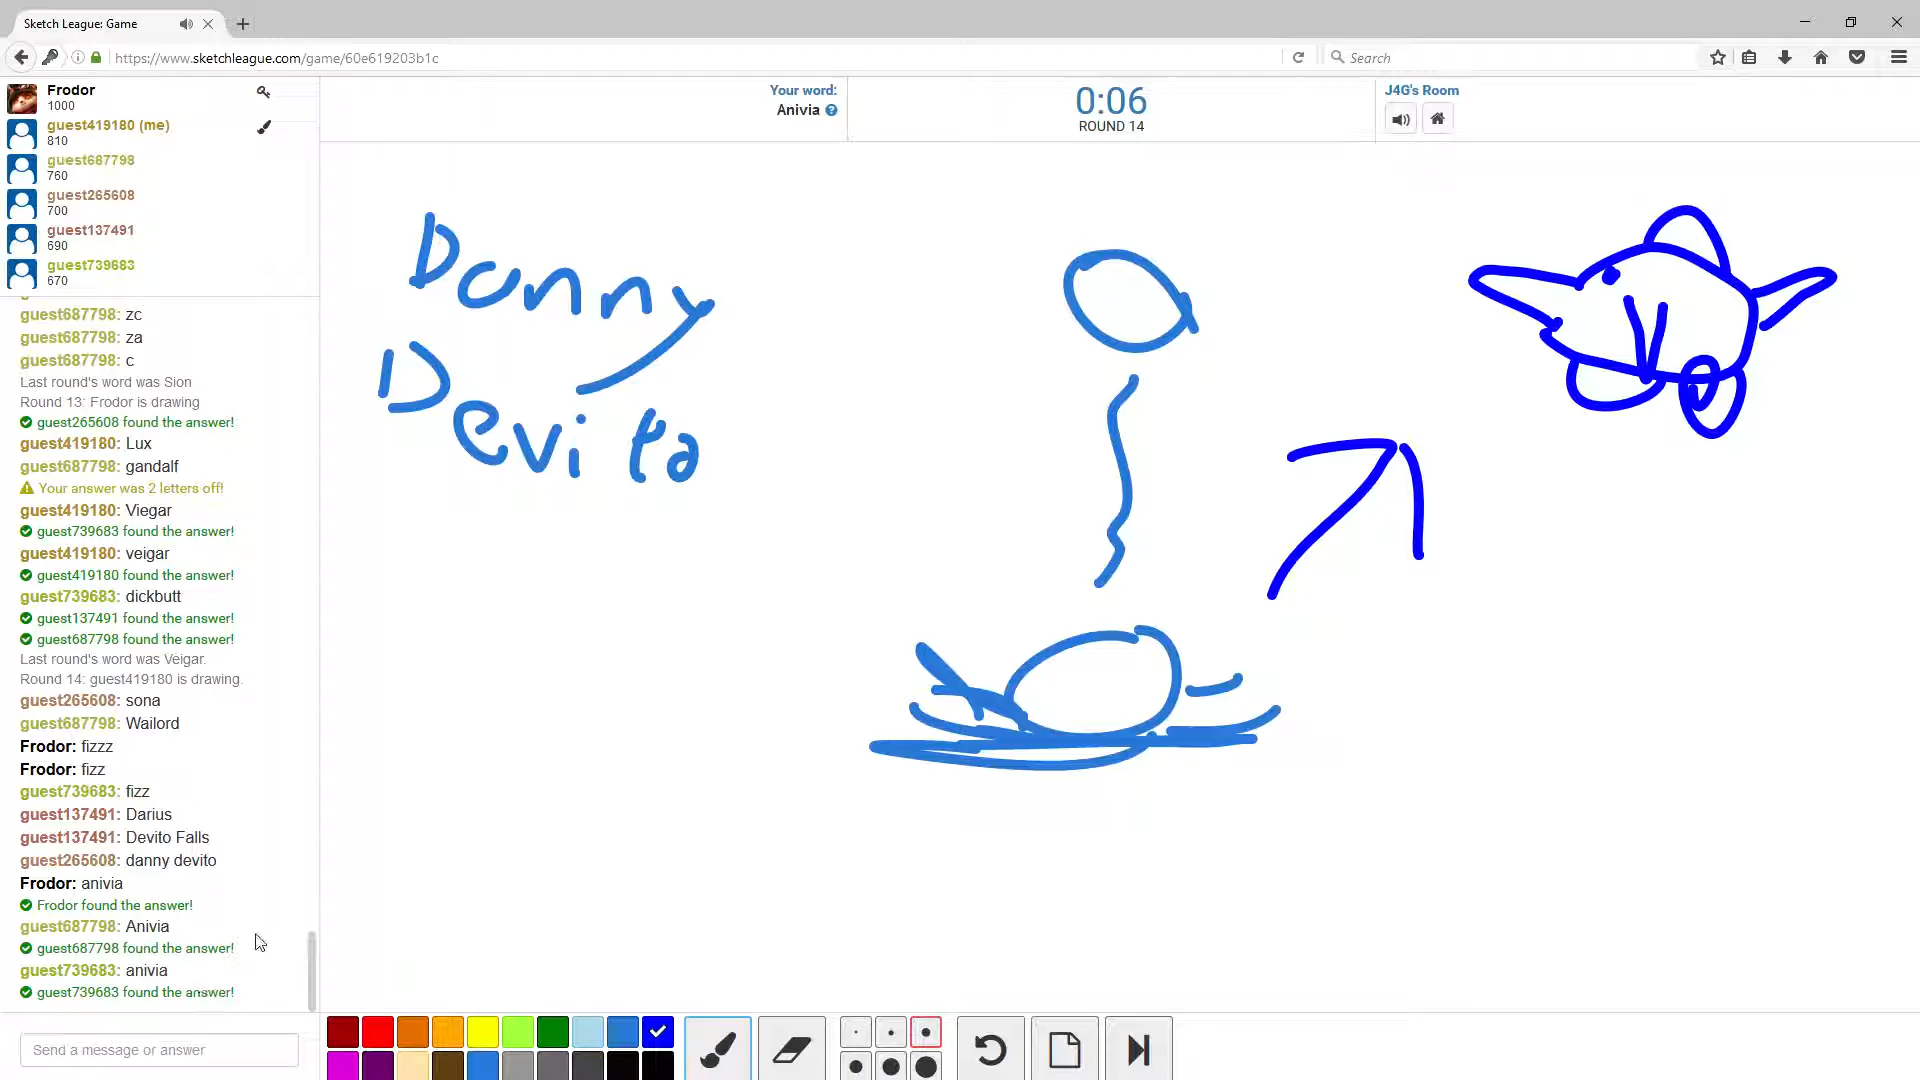 Sketch League: Game
https://www.sketchleague.com/game/60e619203b1c
Search
Frodor
1000
guest419180 (me)
810
guest687798
760
guest265608
700
guest137491
690
guest739683
670
guest687798: zc
guest687798: za
guest687798: c
Last round's word was Sion
Round 13: Frodor is drawing
guest265608 found the answer!
guest419180: Lux
guest687798: gandalf
Your answer was 2 letters off!
guest419180: Viegar
guest739683 found the answer!
guest419180: veigar
guest419180 found the answer!
guest739683: dickbutt
guest137491 found the answer!
guest687798 found the answer!
Last round's word was Veigar.
Round 14: guest419180 is drawing.
guest265608: sona
guest687798: Wailord
Frodor: fizzz
Frodor: fizz
guest739683: fizz
guest137491: Darius
guest137491: Devito Falls
guest265608: danny devito
Frodor: anivia
Frodor found the answer!
guest687798: Anivia
guest687798 found the answer!
guest739683: anivia
guest739683 found the answer!
Send a message or answer
Your word:
Anivia
0:06
ROUND 14
J4G's Room
Danny
Devito